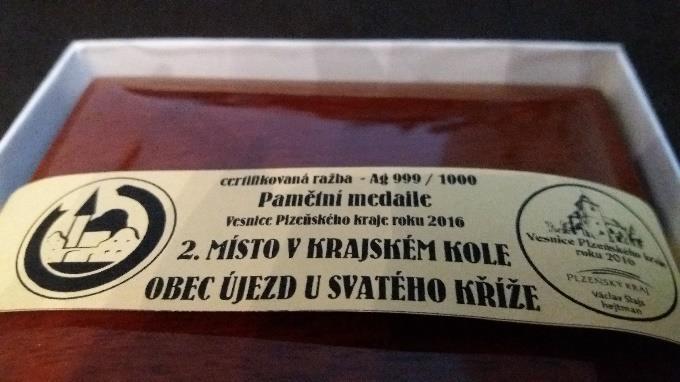 certifikovaná ražba - Ag 999 / 1000
Pamětní medaile
Vesnice Plzeňského kraje roku 2016
2. MÍSTO V KRAJSKÉM KOLE
OBEC ÚJEZD U SVATÉHO KŘÍŽE
Vesnice Plzeňského kraje
roku 2016
PLZEŇSKÝ KRAJ
Václav Šlajs
hejtman